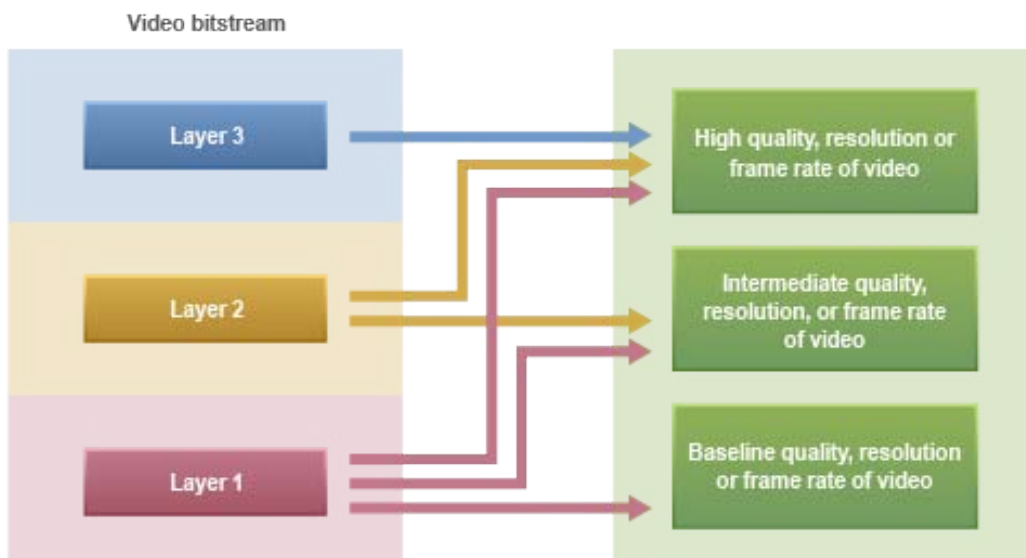 Video bitstream
Layer 3
High quality, resolution or
frame rate of video
Layer 2
Intermediate quality,
resolution, or frame rate
of video
Layer 1
Baseline quality, resolution
or frame rate of video